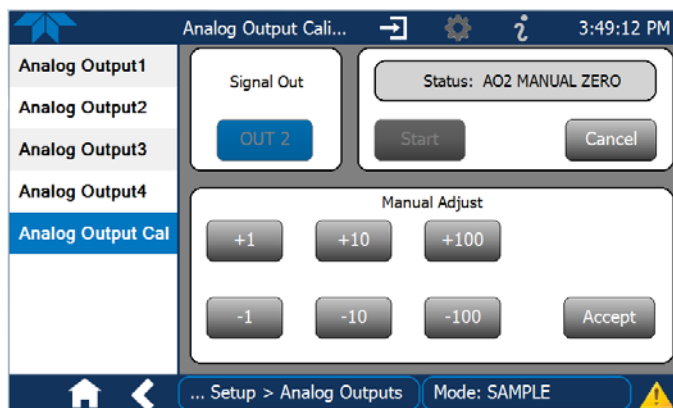 Analog Output Cali...
3:49:12 PM
Analog Output1
Analog Output2
Analog Output3
Analog Output4
Analog Output Cal
Signal Out
OUT 2
Status: AO2 MANUAL ZERO
Start
Cancel
Manual Adjust
+1
+10
+100
-1
-10
-100
Accept
... Setup > Analog Outputs
Mode: SAMPLE